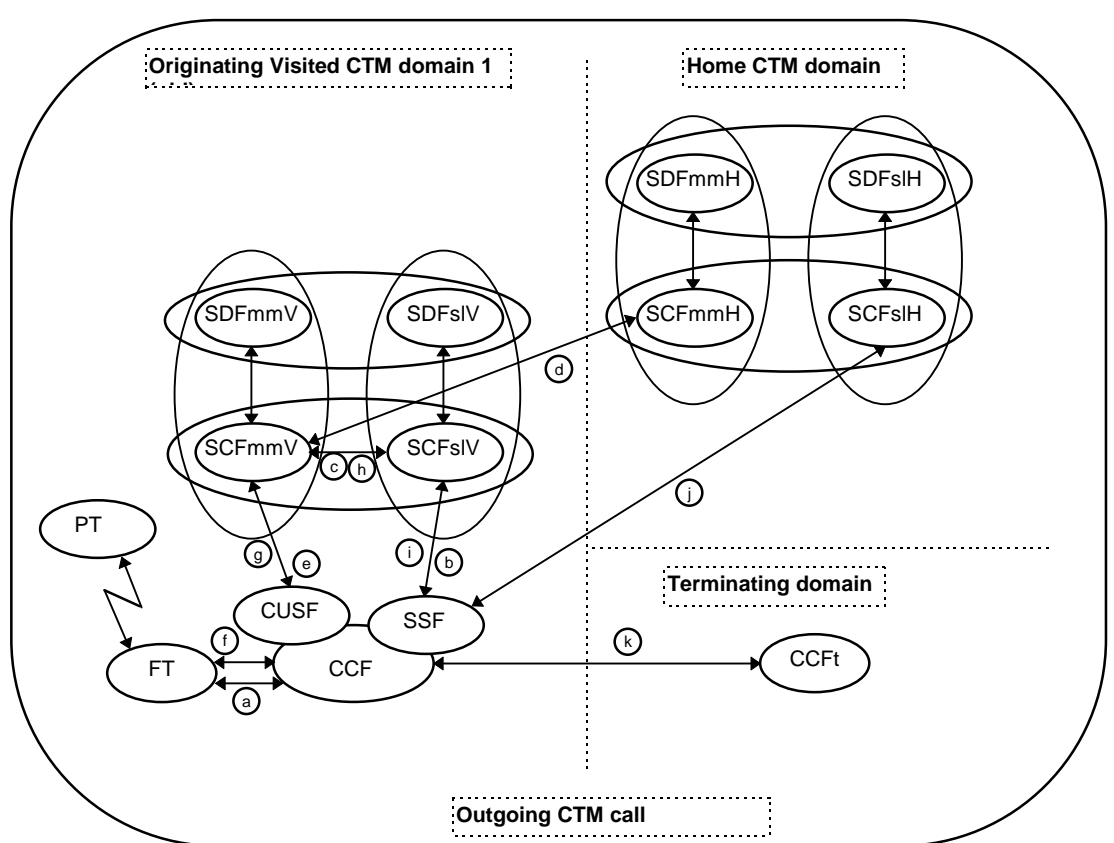 Originating Visited CTM domain 1
Home CTM domain
SDFmmH
SDFslH
SCFmmH
SCFslH
SDFmmV
SDFslV
d
SCFmmV
SCFslV
c
h
j
PT
g
e
i
b
Terminating domain
CUSF
SSF
f
k
FT
CCF
CCFt
a
Outgoing CTM call